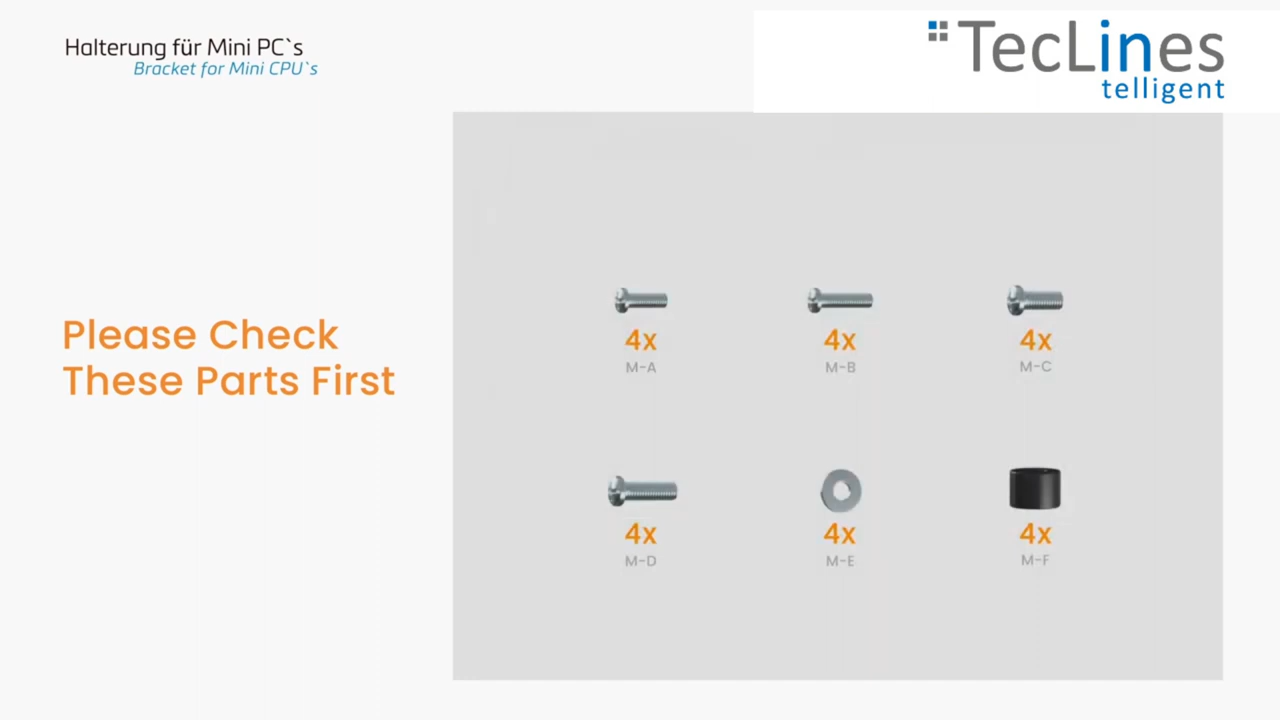 Halterung für Mini PC`s
Bracket for Mini CPU`s
TecLines
telligent
Please Check
These Parts First
4x
M-A
4x
M-B
4x
M-C
4x
M-D
4x
M-E
4x
M-F